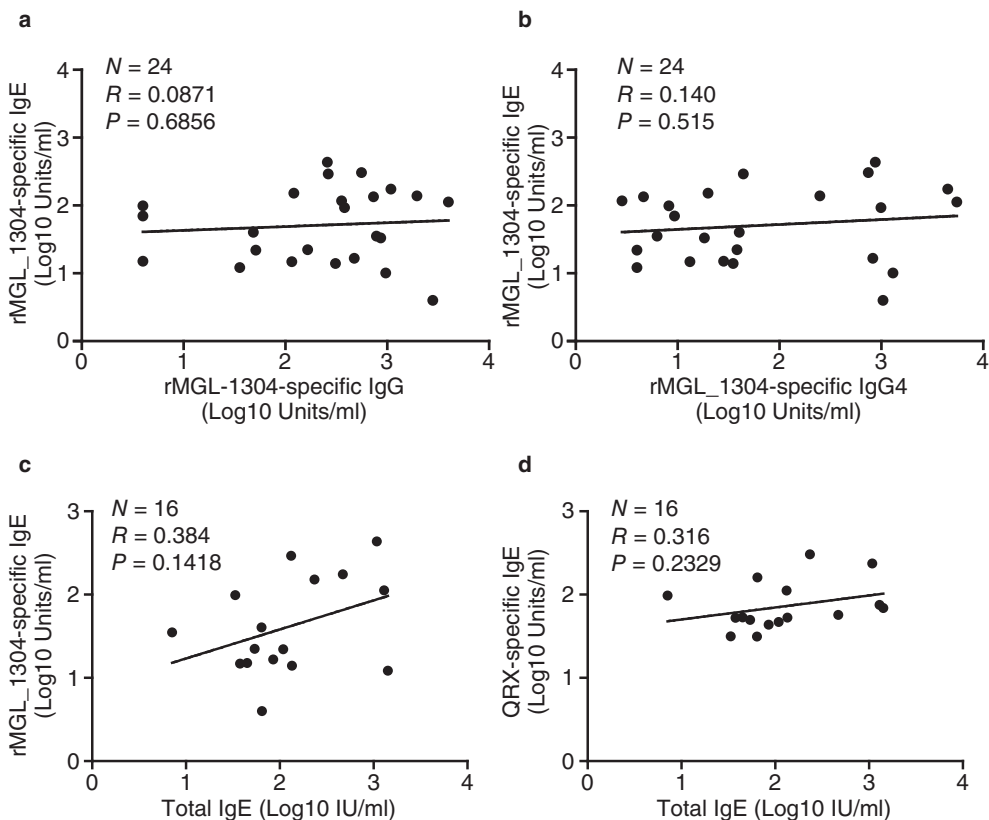 a
N = 24
R = 0.0871
P = 0.6856
rMGL_1304-specific IgE
(Log10 Units/ml)
4
3
2
1
0
0 1 2 3 4
rMGL-1304-specific IgG
(Log10 Units/ml)
b
N = 24
R = 0.140
P = 0.515
rMGL_1304-specific IgE
(Log10 Units/ml)
4
3
2
1
0
0 1 2 3 4
rMGL_1304-specific IgG4
(Log10 Units/ml)
c
N = 16
R = 0.384
P = 0.1418
rMGL_1304-specific IgE
(Log10 Units/ml)
3
2
1
0
0 1 2 3 4
Total IgE (Log10 IU/ml)
d
N = 16
R = 0.316
P = 0.2329
QRX-specific IgE
(Log10 Units/ml)
3
2
1
0
0 1 2 3 4
Total IgE (Log10 IU/ml)